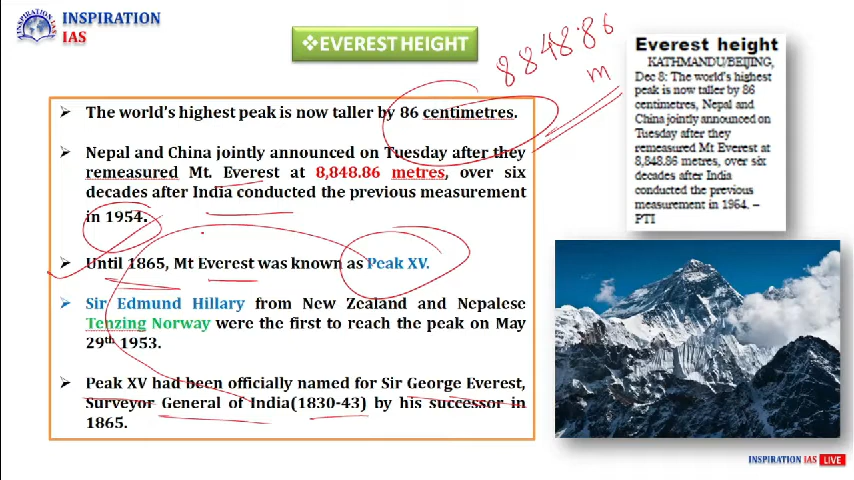 INSPIRATION
IAS
❖EVEREST HEIGHT
8848.86
m
➢ The world's highest peak is now taller by 86 centimetres.
➢ Nepal and China jointly announced on Tuesday after they
remeasured Mt. Everest at 8,848.86 metres, over six
decades after India conducted the previous measurement
in 1954.
➢ Until 1865, Mt Everest was known as Peak XV.
➢ Sir Edmund Hillary from New Zealand and Nepalese
Tenzing Norway were the first to reach the peak on May
29th 1953.
➢ Peak XV had been officially named for Sir George Everest,
Surveyor General of India(1830-43) by his successor in
1865.
Everest height
KATHMANDU/BEIJING,
Dec 8: The world's highest
peak is now taller by 86
centimetres, Nepal and
China jointly announced on
Tuesday after they
remeasured Mt Everest at
8,848.86 metres, over six
decades after India
conducted the previous
measurement in 1964. –
PTI
INSPIRATION IAS LIVE